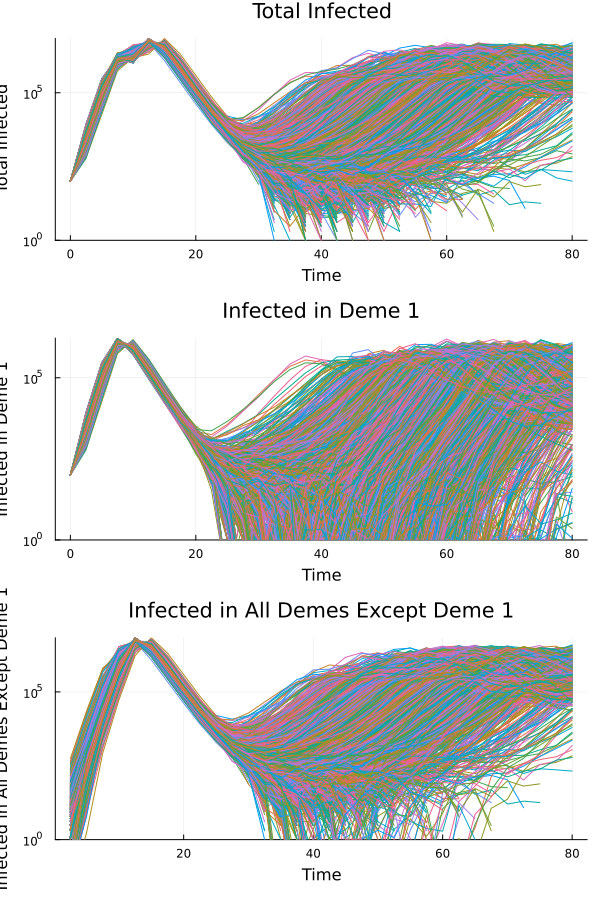 Total Infected
10^5
10^0
0 20 40 60 80
Time
Total Infected
Infected in Deme 1
10^5
10^0
0 20 40 60 80
Time
Infected in Deme 1
Infected in All Demes Except Deme 1
10^5
10^0
20 40 60 80
Time
Infected in All Demes Except Deme 1